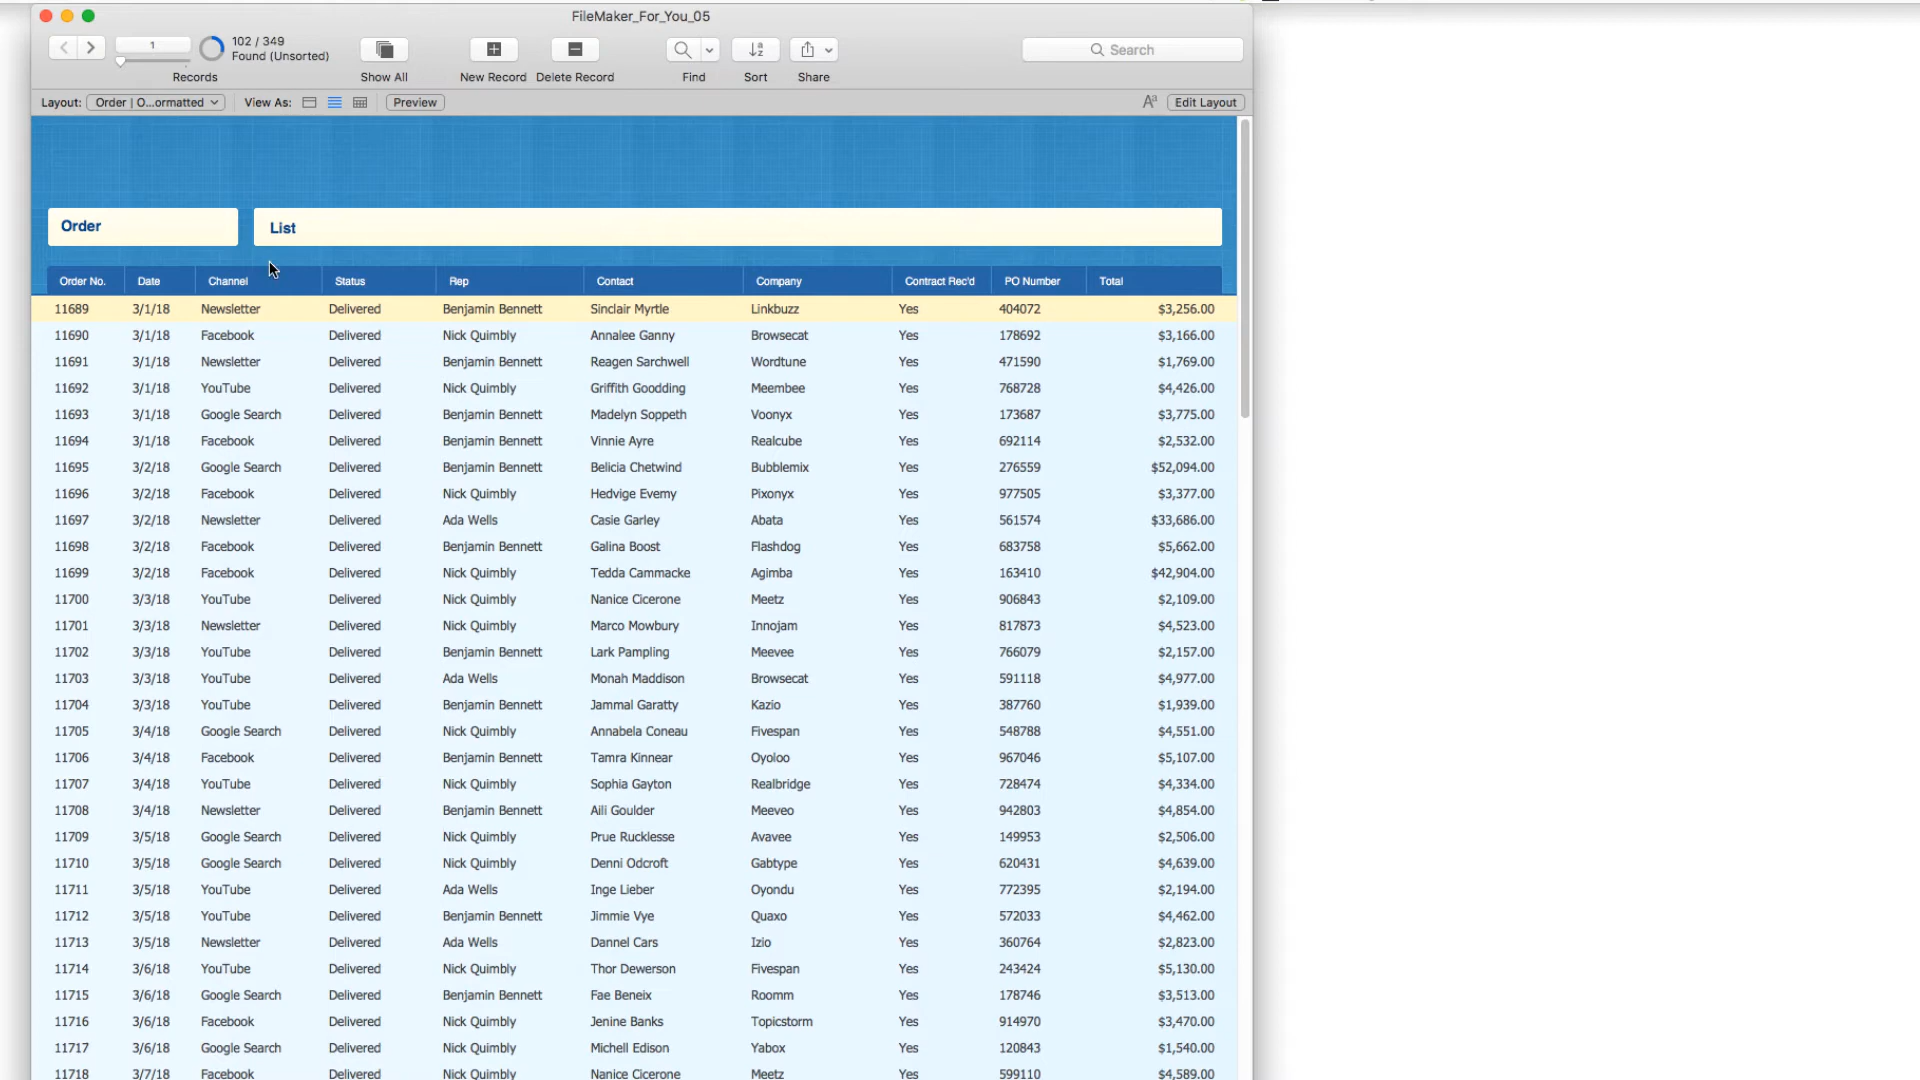 FileMaker_For_You_05
1
102 / 349
Found (Unsorted)
Records
Show All
New Record
Delete Record
Find
Sort
Share
Search
Layout:
Order | O...ormatted
View As:
Preview
Aa
Edit Layout
Order
List
Order No. Date Channel Status Rep Contact Company Contract Rec'd PO Number Total
11689 3/1/18 Newsletter Delivered Benjamin Bennett Sinclair Myrtle Linkbuzz Yes 404072 $3,256.00
11690 3/1/18 Facebook Delivered Nick Quimbly Annalee Ganny Browsecat Yes 178692 $3,166.00
11691 3/1/18 Newsletter Delivered Benjamin Bennett Reagen Sarchwell Wordtune Yes 471590 $1,769.00
11692 3/1/18 YouTube Delivered Nick Quimbly Griffith Goodding Meembee Yes 768728 $4,426.00
11693 3/1/18 Google Search Delivered Benjamin Bennett Madelyn Soppeth Voonyx Yes 173687 $3,775.00
11694 3/1/18 Facebook Delivered Benjamin Bennett Vinnie Ayre Realcube Yes 692114 $2,532.00
11695 3/2/18 Google Search Delivered Benjamin Bennett Belicia Chetwind Bubblemix Yes 276559 $52,094.00
11696 3/2/18 Facebook Delivered Nick Quimbly Hedvige Evemy Pixonyx Yes 977505 $3,377.00
11697 3/2/18 Newsletter Delivered Ada Wells Casie Garley Abata Yes 561574 $33,686.00
11698 3/2/18 Facebook Delivered Benjamin Bennett Galina Boost Flashdog Yes 683758 $5,662.00
11699 3/2/18 Facebook Delivered Nick Quimbly Tedda Cammacke Agimba Yes 163410 $42,904.00
11700 3/3/18 YouTube Delivered Nick Quimbly Nanice Cicerone Meetz Yes 906843 $2,109.00
11701 3/3/18 Newsletter Delivered Nick Quimbly Marco Mowbury Innojam Yes 817873 $4,523.00
11702 3/3/18 YouTube Delivered Benjamin Bennett Lark Pampling Meevee Yes 766079 $2,157.00
11703 3/3/18 YouTube Delivered Ada Wells Monah Maddison Browsecat Yes 591118 $4,977.00
11704 3/3/18 YouTube Delivered Benjamin Bennett Jammal Garatty Kazio Yes 387760 $1,939.00
11705 3/4/18 Google Search Delivered Nick Quimbly Annabela Coneau Fivespan Yes 548788 $4,551.00
11706 3/4/18 Facebook Delivered Benjamin Bennett Tamra Kinnear Oyoloo Yes 967046 $5,107.00
11707 3/4/18 YouTube Delivered Nick Quimbly Sophia Gayton Realbridge Yes 728474 $4,334.00
11708 3/4/18 Newsletter Delivered Benjamin Bennett Aili Goulder Meeveo Yes 942803 $4,854.00
11709 3/5/18 Google Search Delivered Nick Quimbly Prue Rucklesse Avavee Yes 149953 $2,506.00
11710 3/5/18 Google Search Delivered Nick Quimbly Denni Odcroft Gabtype Yes 620431 $4,639.00
11711 3/5/18 YouTube Delivered Ada Wells Inge Lieber Oyondu Yes 772395 $2,194.00
11712 3/5/18 YouTube Delivered Benjamin Bennett Jimmie Vye Quaxo Yes 572033 $4,462.00
11713 3/5/18 Newsletter Delivered Ada Wells Dannel Cars Izio Yes 360764 $2,823.00
11714 3/6/18 YouTube Delivered Nick Quimbly Thor Dewerson Fivespan Yes 243424 $5,130.00
11715 3/6/18 Google Search Delivered Benjamin Bennett Fae Beneix Roomm Yes 178746 $3,513.00
11716 3/6/18 Facebook Delivered Nick Quimbly Jenine Banks Topicstorm Yes 914970 $3,470.00
11717 3/6/18 Google Search Delivered Nick Quimbly Michell Edison Yabox Yes 120843 $1,540.00
11718 3/7/18 Facebook Delivered Nick Quimbly Nanice Cicerone Meetz Yes 599110 $4,589.00